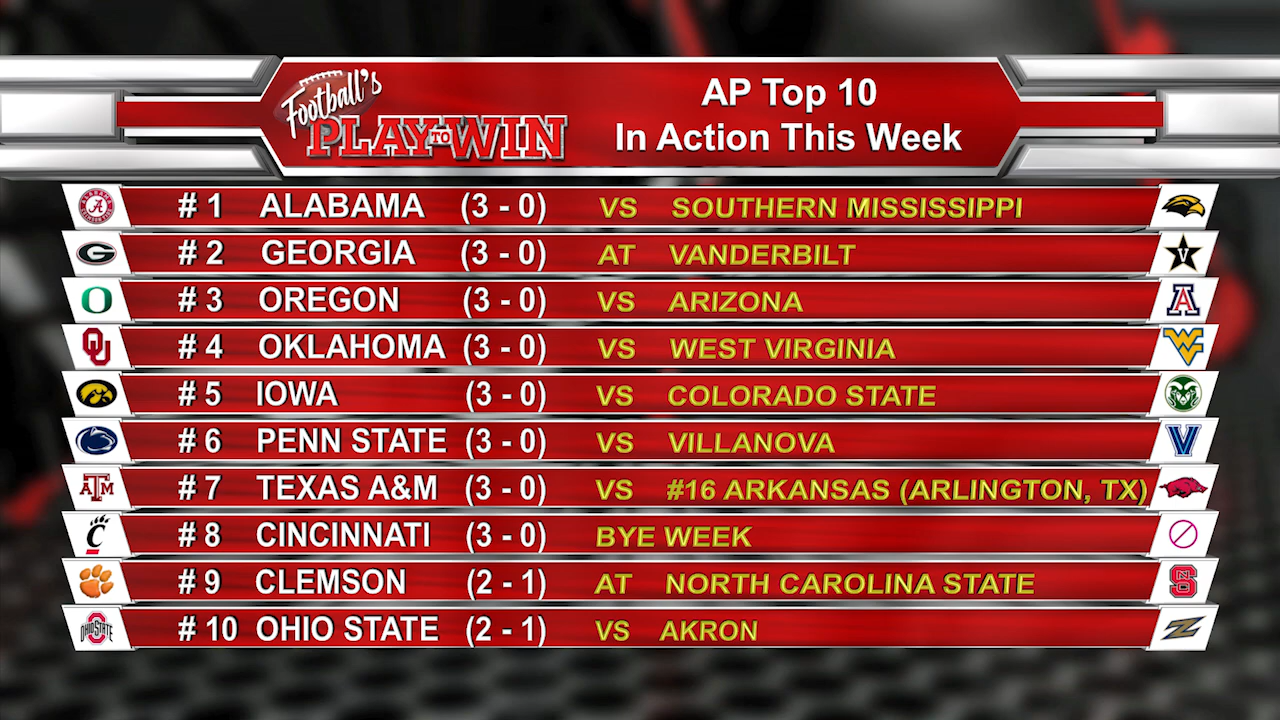 Football's
PLAY TO WIN
AP Top 10
In Action This Week
# 1 ALABAMA (3 - 0) VS SOUTHERN MISSISSIPPI
# 2 GEORGIA (3 - 0) AT VANDERBILT
# 3 OREGON (3 - 0) VS ARIZONA
# 4 OKLAHOMA (3 - 0) VS WEST VIRGINIA
# 5 IOWA (3 - 0) VS COLORADO STATE
# 6 PENN STATE (3 - 0) VS VILLANOVA
# 7 TEXAS A&M (3 - 0) VS #16 ARKANSAS (ARLINGTON, TX)
# 8 CINCINNATI (3 - 0) BYE WEEK
# 9 CLEMSON (2 - 1) AT NORTH CAROLINA STATE
# 10 OHIO STATE (2 - 1) VS AKRON